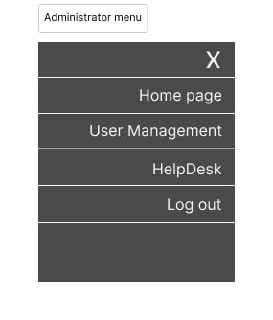 Administrator menu
X
Home page
User Management
HelpDesk
Log out